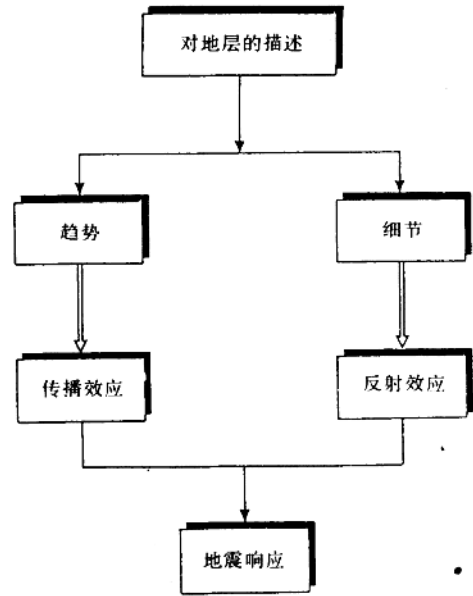 对地层的描述
趋势
细节
传播效应
反射效应
地震响应